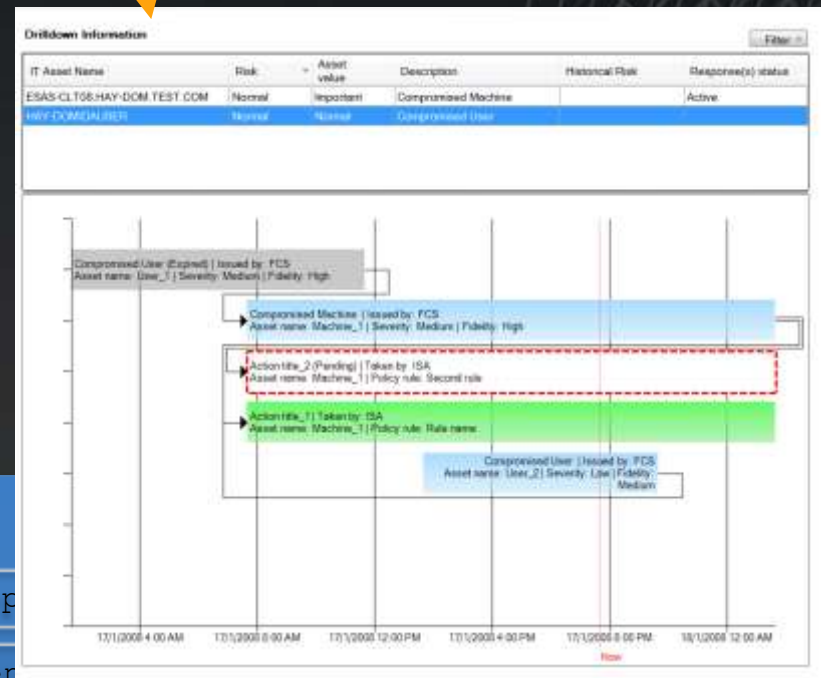 Drilldown Information
Filter
IT Asset Name Risk Asset value Description Historical Risk Response(s) status
ESAS-CLT08.HAY-DOM.TEST.COM Normal Important Compromised Machine Active
Normal Normal Compromised User
Compromised User (Expired) | Issued by: FCS
Asset name: User_1 | Severity: Medium | Fidelity: High
Compromised Machine | Issued by: FCS
Asset name: Machine_1 | Severity: Medium | Fidelity: High
Action title_2 (Pending) | Taken by: ISA
Asset name: Machine_1 | Policy rule: Second rule
Action title_1 | Taken by: ISA
Asset name: Machine_1 | Policy rule: Rule name
Compromised User | Issued by: FCS
Asset name: User_2 | Severity: Low | Fidelity:
Medium
17/1/2008 4:00 AM 17/1/2008 8:00 AM 17/1/2008 12:00 PM 17/1/2008 4:00 PM 17/1/2008 8:00 PM 18/1/2008 12:00 AM
Now